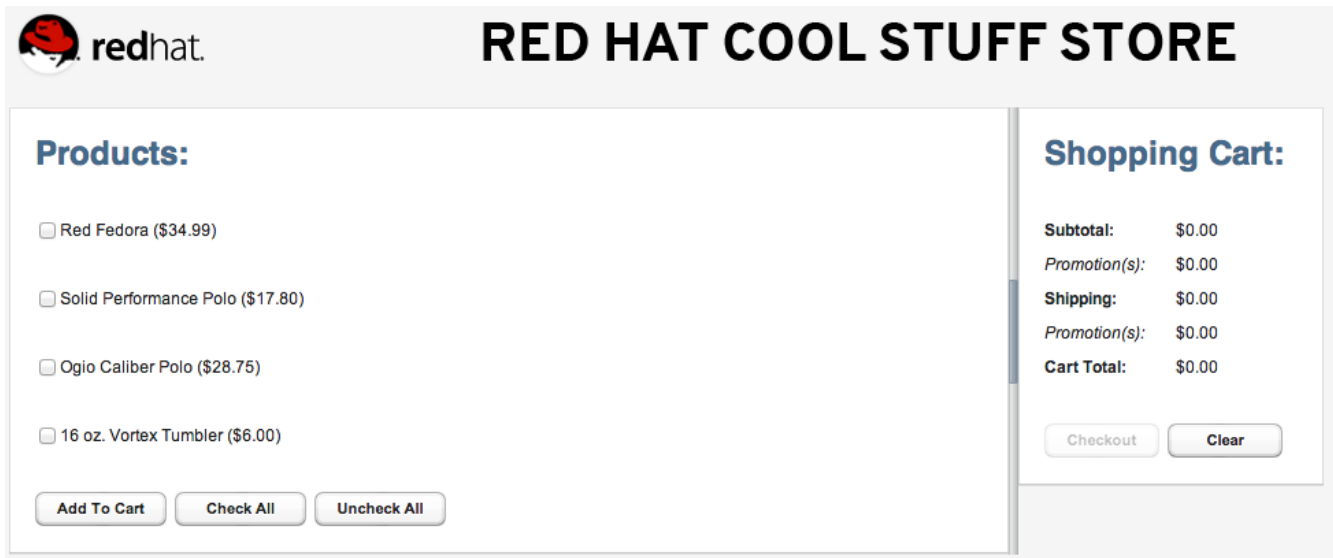 redhat.
RED HAT COOL STUFF STORE
Products:
Red Fedora ($34.99)
Solid Performance Polo ($17.80)
Ogio Caliber Polo ($28.75)
16 oz. Vortex Tumbler ($6.00)
Add To Cart Check All Uncheck All
Shopping Cart:
Subtotal: $0.00
Promotion(s): $0.00
Shipping: $0.00
Promotion(s): $0.00
Cart Total: $0.00
Checkout Clear